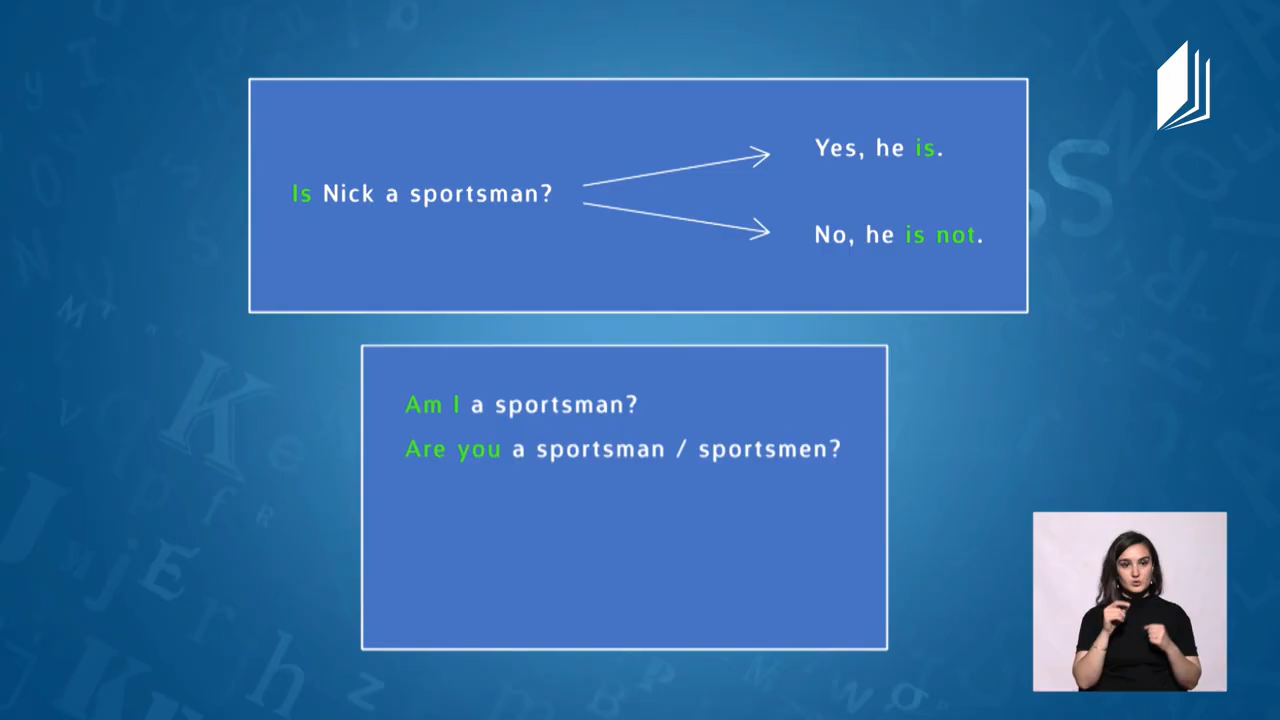 Is Nick a sportsman?
Yes, he is.
No, he is not.
Am I a sportsman?
Are you a sportsman / sportsmen?